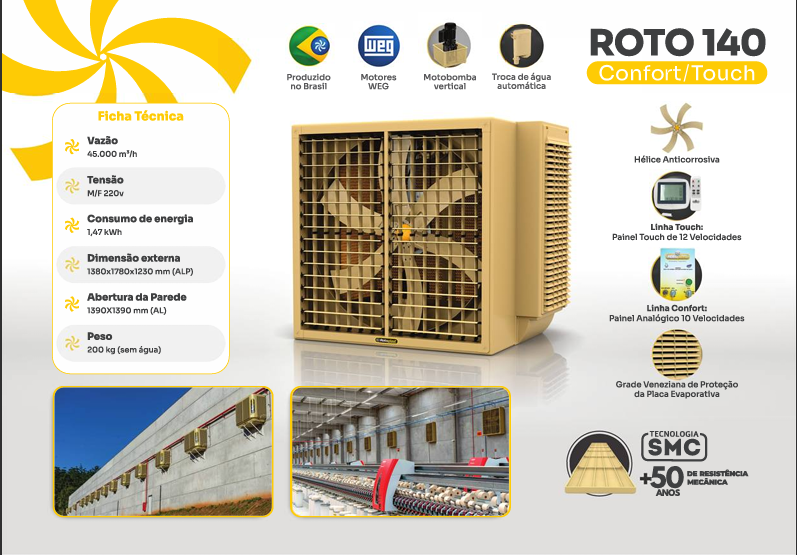 ROTO 140
Confort/Touch
Produzido
no Brasil
WEG
Motores
WEG
Motobomba
vertical
Troca de água
automática
Ficha Técnica
Vazão
45.000 m³/h
Tensão
M/F 220v
Consumo de energia
1,47 kWh
Dimensão externa
1380x1780x1230 mm (ALP)
Abertura da Parede
1390X1390 mm (AL)
Peso
200 kg (sem água)
Hélice Anticorrosiva
Linha Touch:
Painel Touch de 12 Velocidades
Linha Confort:
Painel Analógico 10 Velocidades
Grade Veneziana de Proteção
da Placa Evaporativa
TECNOLOGIA
SMC
+50
ANOS
DE RESISTÊNCIA
MECÂNICA